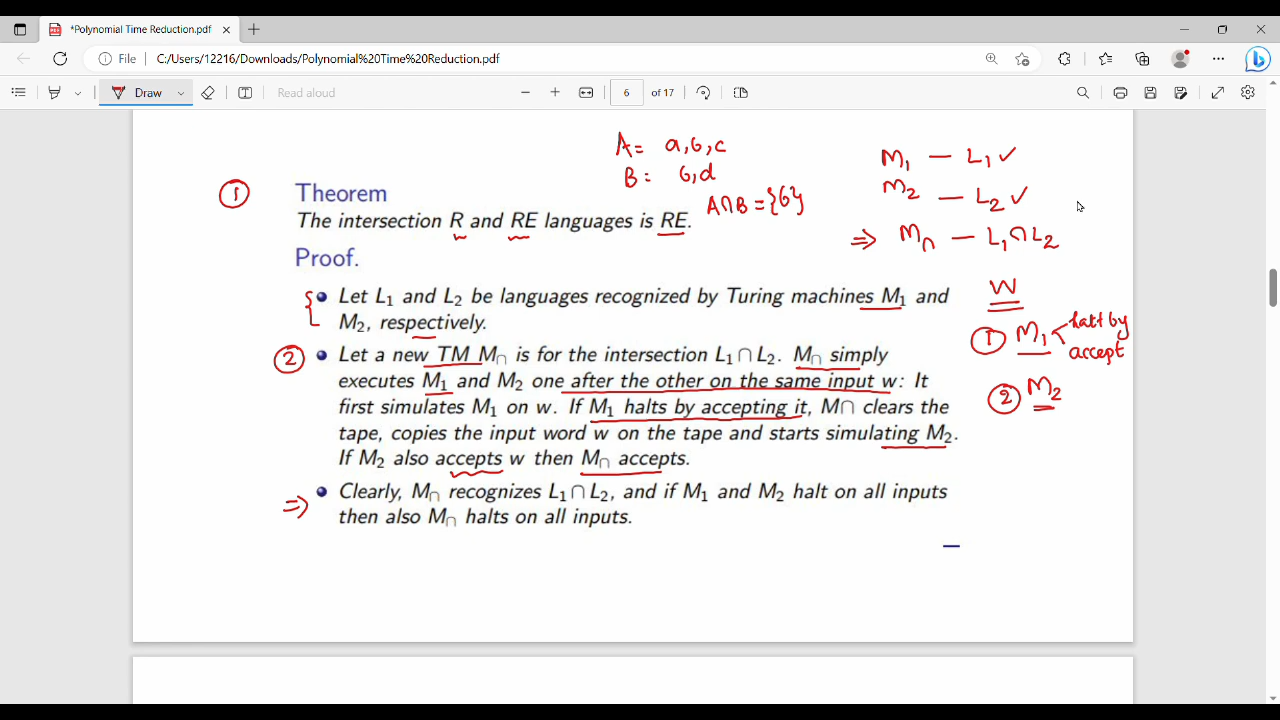 *Polynomial Time Reduction.pdf
File
C:/Users/12216/Downloads/Polynomial%20Time%20Reduction.pdf
Draw
Read aloud
6
of 17
A= a,b,c
B= b,d
A∩B={b}
M1 — L1 ✓
M2 — L2 ✓
⇒ M∩ — L1∩L2
①
Theorem
The intersection R and RE languages is RE.
Proof.
{ • Let L1 and L2 be languages recognized by Turing machines M1 and
M2, respectively.
② • Let a new TM M∩ is for the intersection L1∩L2. M∩ simply
executes M1 and M2 one after the other on the same input w: It
first simulates M1 on w. If M1 halts by accepting it, M∩ clears the
tape, copies the input word w on the tape and starts simulating M2.
If M2 also accepts w then M∩ accepts.
⇒ • Clearly, M∩ recognizes L1∩L2, and if M1 and M2 halt on all inputs
then also M∩ halts on all inputs.
W
① M1
halt by
accept
② M2